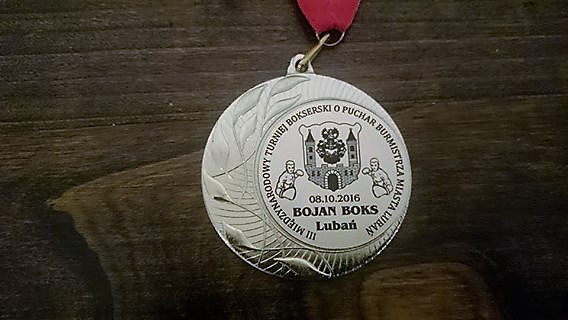 III MIĘDZYNARODOWY TURNIEJ BOKSERSKI O PUCHAR BURMISTRZA MIASTA LUBAŃ
08.10.2016
BOJAN BOKS
Lubań